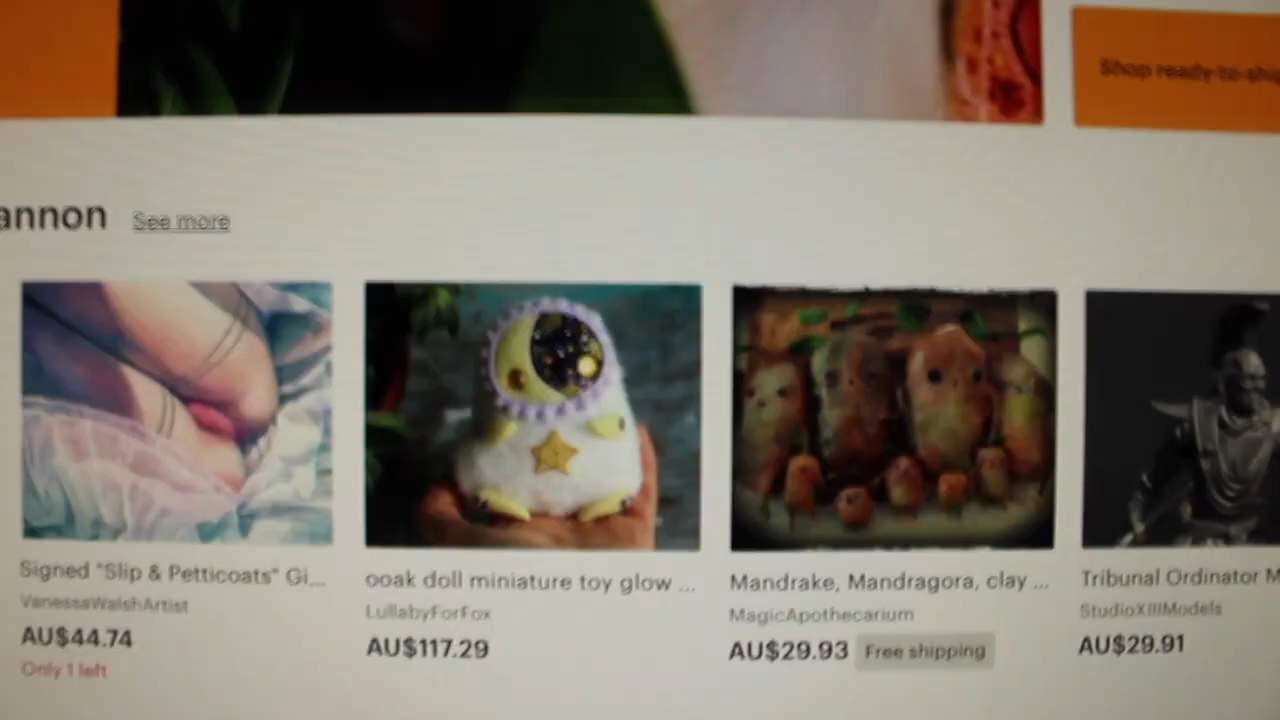 Shop ready-to-ship
annon See more
Signed "Slip & Petticoats" Gi...
VanessaWalshArtist
AU$44.74
Only 1 left
ooak doll miniature toy glow ...
LullabyForFox
AU$117.29
Mandrake, Mandragora, clay ...
MagicApothecarium
AU$29.93 Free shipping
Tribunal Ordinator M
StudioXIIIModels
AU$29.91